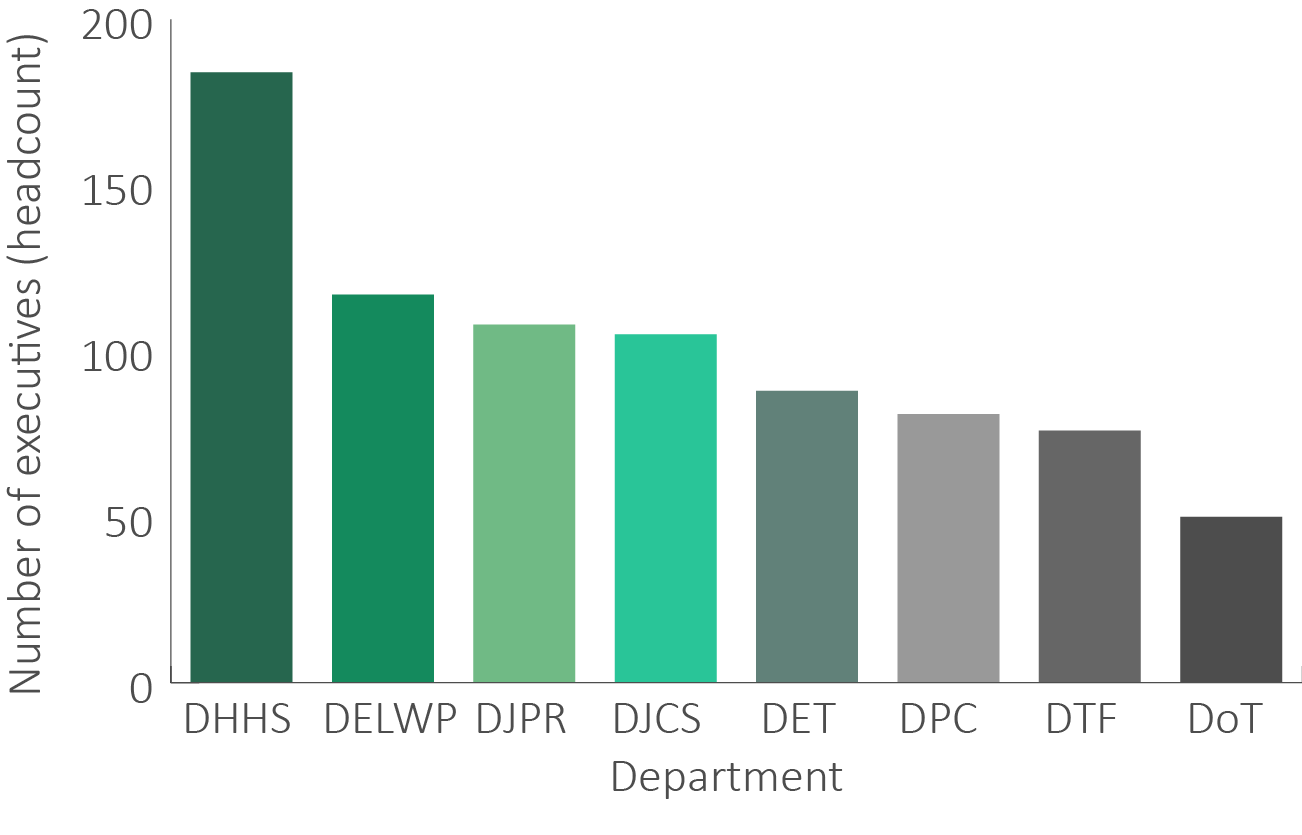 Number of executives (headcount)
200
150
100
50
0
DHHS DELWP DJPR DJCS DET DPC DTF DoT
Department